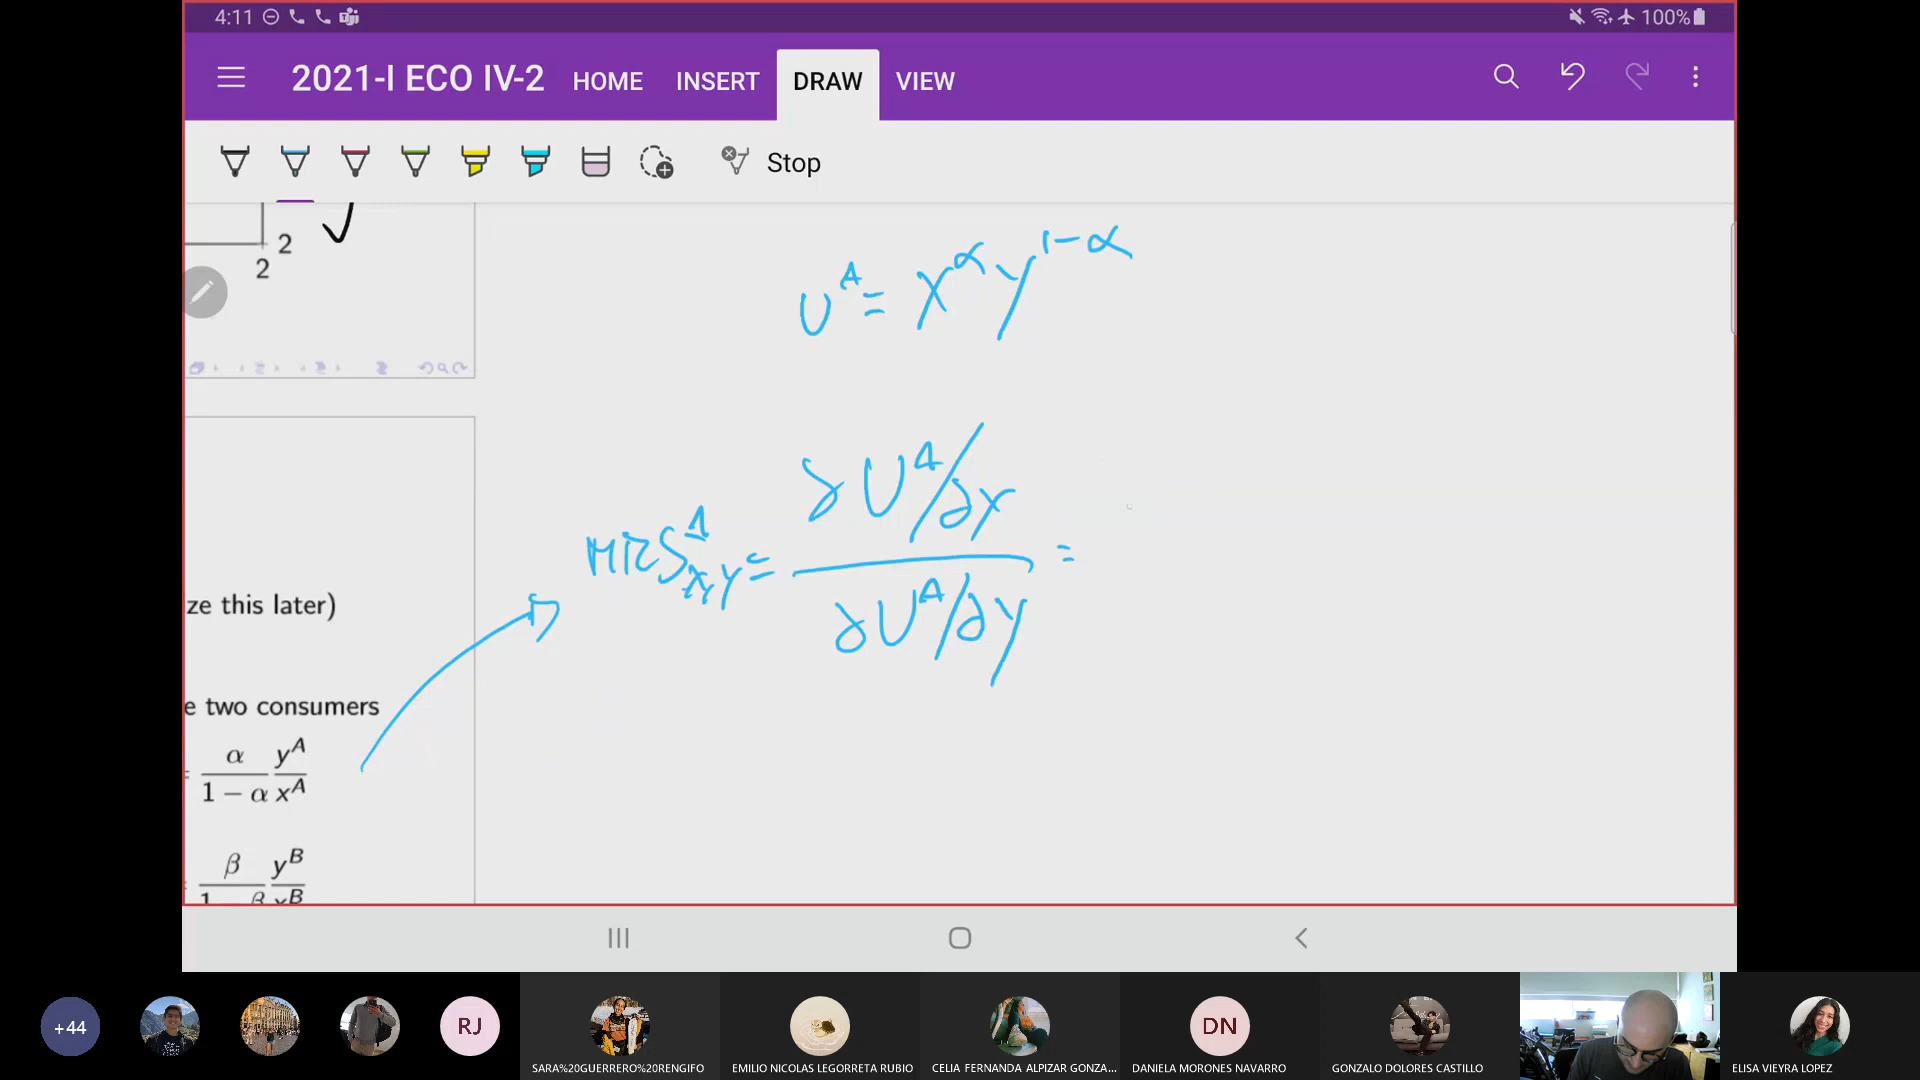 4:11 100%
2021-I ECO IV-2 HOME INSERT DRAW VIEW
Stop
2
2
U^A = x^α y^{1-α}
MRS^A_{x,y} = ∂U^A/∂x / ∂U^A/∂y =
ze this later)
e two consumers
= α/(1 − α) y^A/x^A
= β/(1 − β) y^B/x^B
+44 RJ DN
SARA%20GUERRERO%20RENGIFO EMILIO NICOLAS LEGORRETA RUBIO CELIA FERNANDA ALPIZAR GONZA... DANIELA MORONES NAVARRO GONZALO DOLORES CASTILLO ELISA VIEYRA LOPEZ